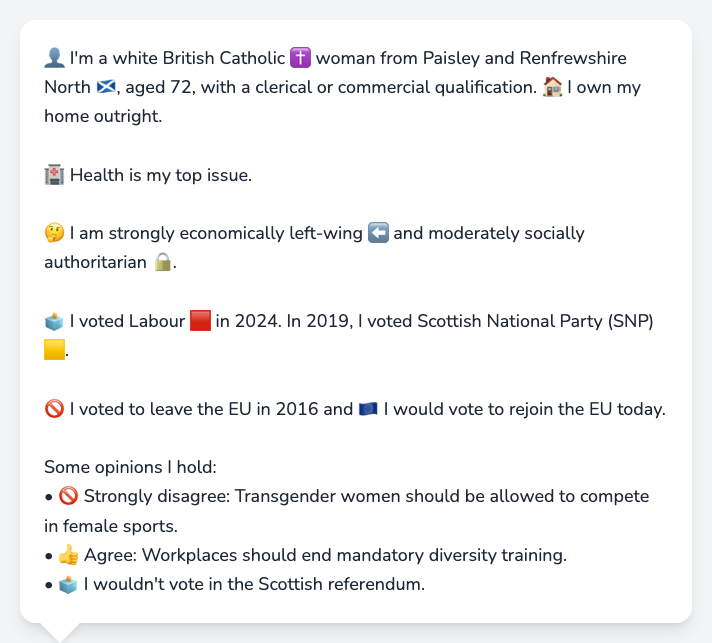 👤 I'm a white British Catholic ✝️ woman from Paisley and Renfrewshire
North 🏴󠁧󠁢󠁳󠁣󠁴󠁿, aged 72, with a clerical or commercial qualification. 🏠 I own my
home outright.
🏥 Health is my top issue.
🤔 I am strongly economically left-wing ⬅️ and moderately socially
authoritarian 🔒.
🗳️ I voted Labour 🟥 in 2024. In 2019, I voted Scottish National Party (SNP)
🟨.
🚫 I voted to leave the EU in 2016 and 🇪🇺 I would vote to rejoin the EU today.
Some opinions I hold:
• 🚫 Strongly disagree: Transgender women should be allowed to compete
in female sports.
• 👍 Agree: Workplaces should end mandatory diversity training.
• 🗳️ I wouldn't vote in the Scottish referendum.